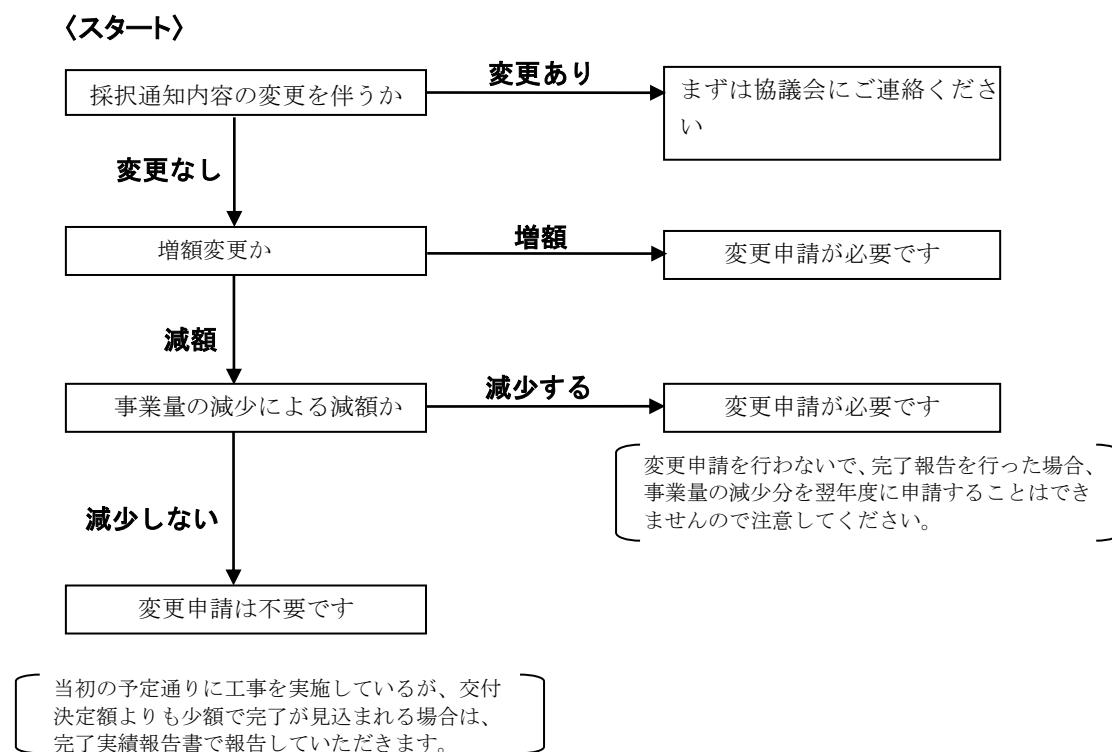 〈スタート〉
採択通知内容の変更を伴うか
変更あり
まずは協議会にご連絡くださ
い
変更なし
増額変更か
増額
変更申請が必要です
減額
事業量の減少による減額か
減少する
変更申請が必要です
変更申請を行わないで、完了報告を行った場合、
事業量の減少分を翌年度に申請することはでき
ませんので注意してください。
減少しない
変更申請は不要です
当初の予定通りに工事を実施しているが、交付
決定額よりも少額で完了が見込まれる場合は、
完了実績報告書で報告していただきます。